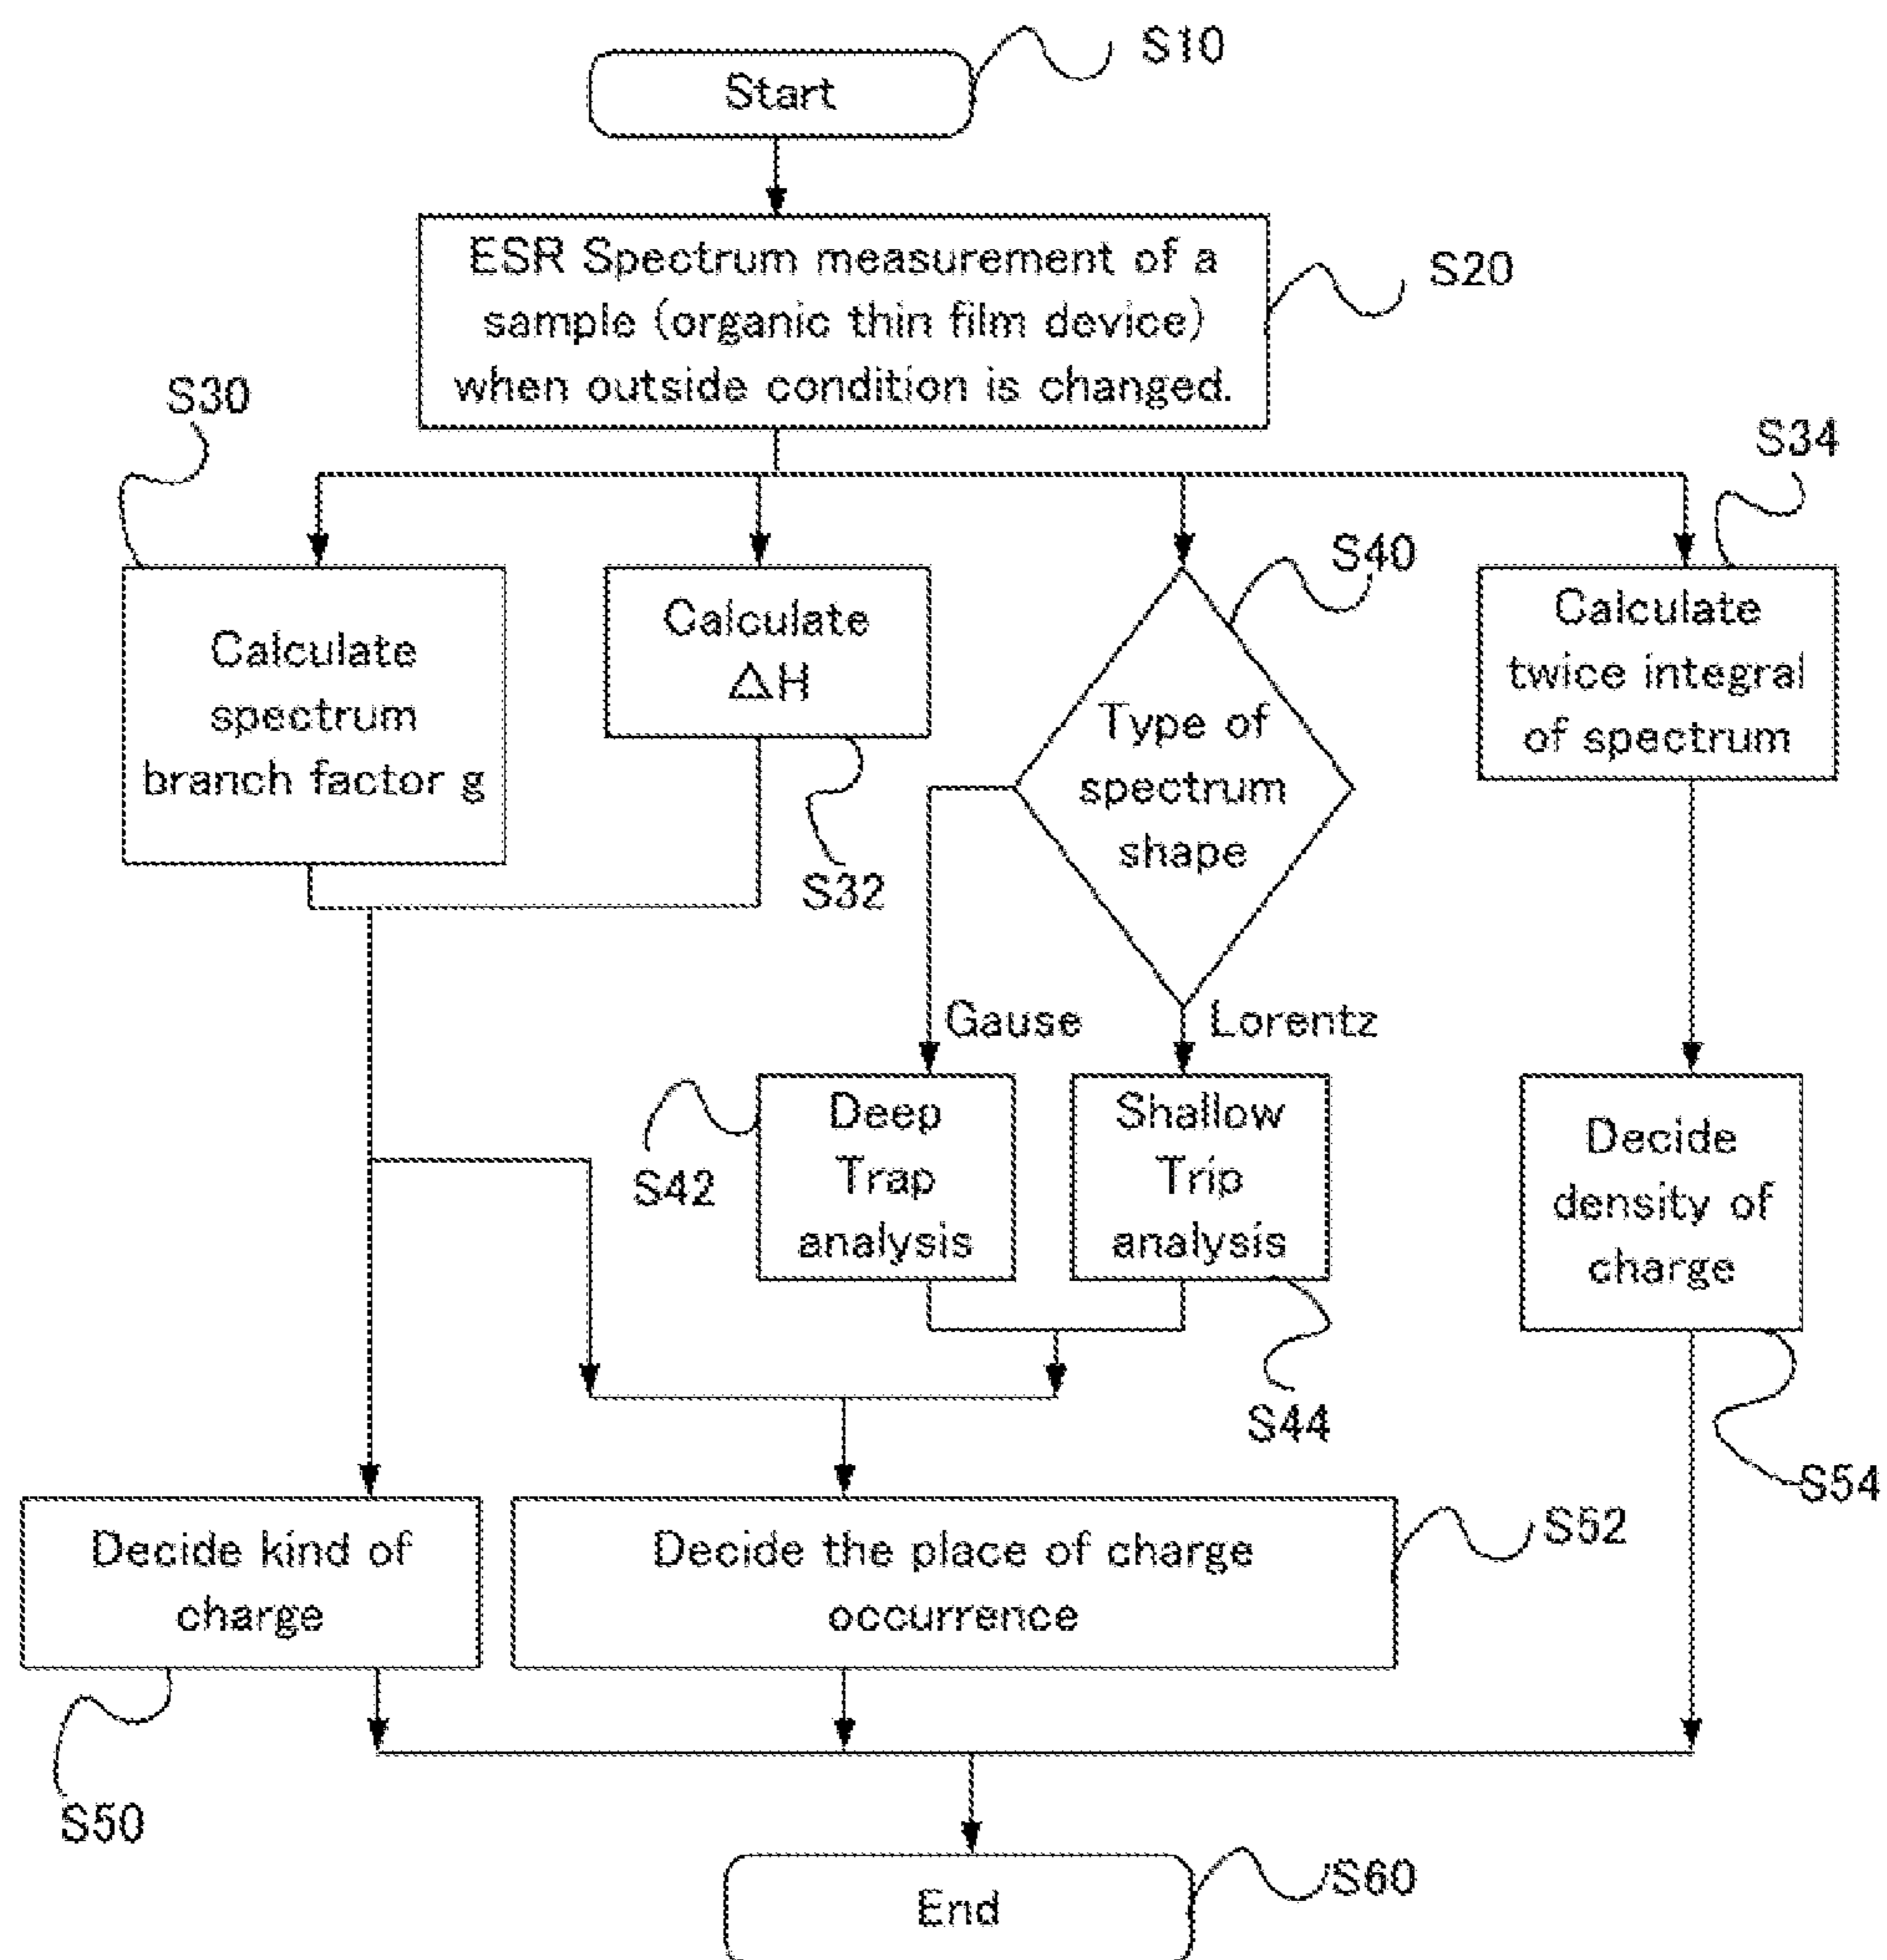 S10
Start
ESR Spectrum measurement of a
sample (organic thin film device)
when outside condition is changed.
S20
S30
S34
S40
Calculate
spectrum
branch factor g
Calculate
△H
S32
Type of
spectrum
shape
Calculate
twice integral
of spectrum
Gause
Lorentz
S42
Deep
Trap
analysis
Shallow
Trip
analysis
S44
Decide
density of
charge
S54
Decide kind of
charge
S50
Decide the place of charge
occurrence
S52
End
S60